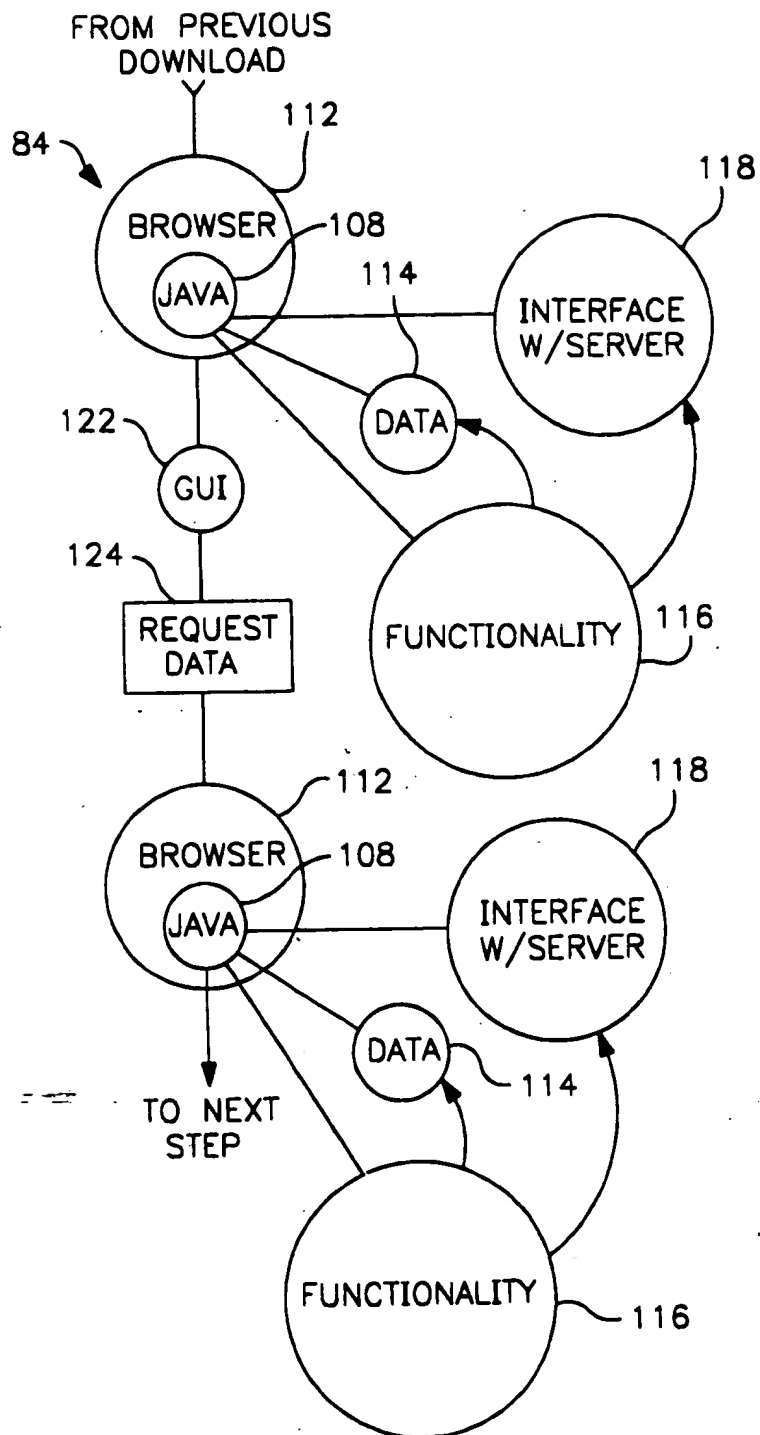 FROM PREVIOUS
DOWNLOAD
112
84
118
BROWSER
108
JAVA
114
INTERFACE
W/SERVER
DATA
122
GUI
124
REQUEST
DATA
FUNCTIONALITY
116
112
118
BROWSER
108
JAVA
INTERFACE
W/SERVER
DATA
114
TO NEXT
STEP
FUNCTIONALITY
116